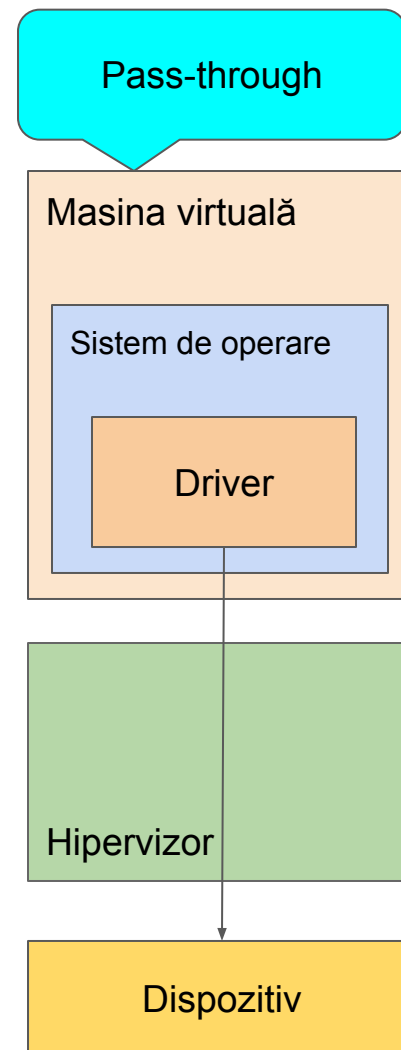 Pass-through
Masina virtuală
Sistem de operare
Driver
Hipervizor
Dispozitiv